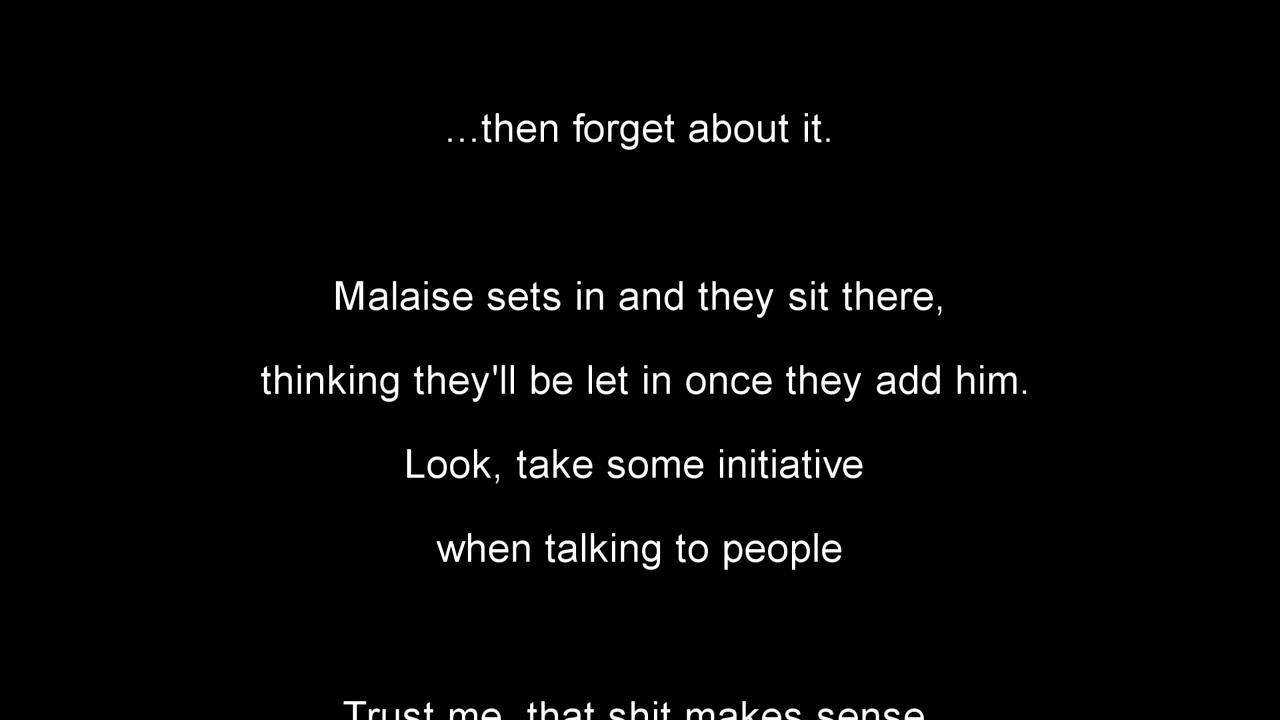 …then forget about it.
Malaise sets in and they sit there,
thinking they'll be let in once they add him.
Look, take some initiative
when talking to people
Trust me, that shit makes sense